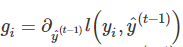 g_i = ∂_{ŷ^{(t−1)}} l(y_i, ŷ^{(t−1)})